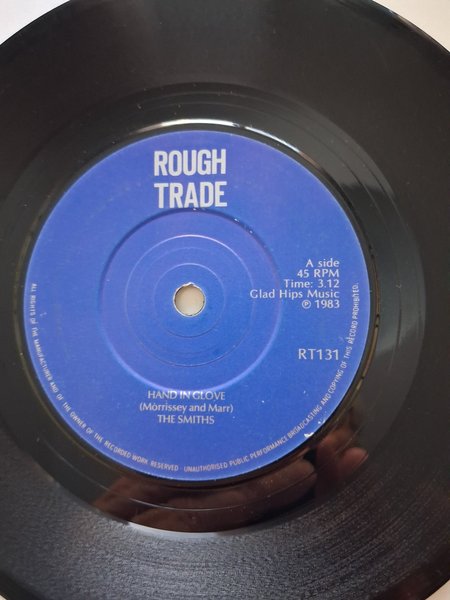 ROUGH
TRADE
A side
45 RPM
Time: 3.12
Glad Hips Music
℗ 1983
RT131
HAND IN GLOVE
(Morrissey and Marr)
THE SMITHS
ALL RIGHTS OF THE MANUFACTURER AND OF THE OWNER OF THE RECORDED WORK RESERVED · UNAUTHORISED PUBLIC PERFORMANCE BROADCASTING AND COPYING OF THIS RECORD PROHIBITED.